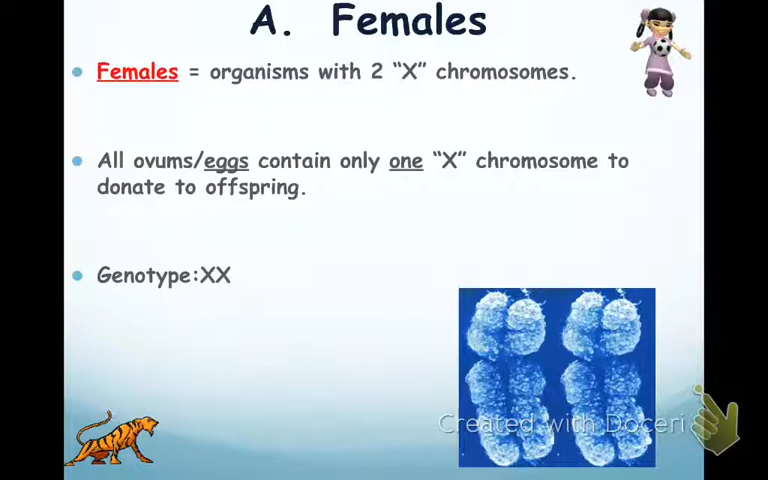 A. Females
Females = organisms with 2 “X” chromosomes.
All ovums/eggs contain only one “X” chromosome to
donate to offspring.
Genotype:XX
Created with Doceri